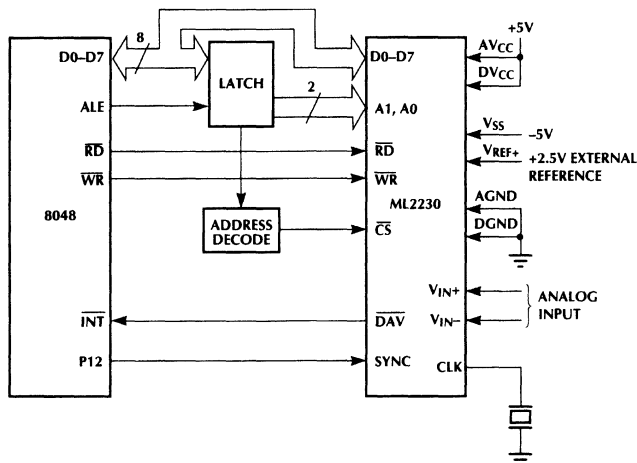 8
D0–D7
LATCH
D0–D7
+5V
AVCC
DVCC
ALE
2
A1, A0
VSS
–5V
RD
RD
VREF+
+2.5V EXTERNAL
REFERENCE
WR
WR
8048
ADDRESS
DECODE
ML2230
CS
AGND
DGND
VIN+
VIN–
ANALOG
INPUT
INT
DAV
P12
SYNC
CLK